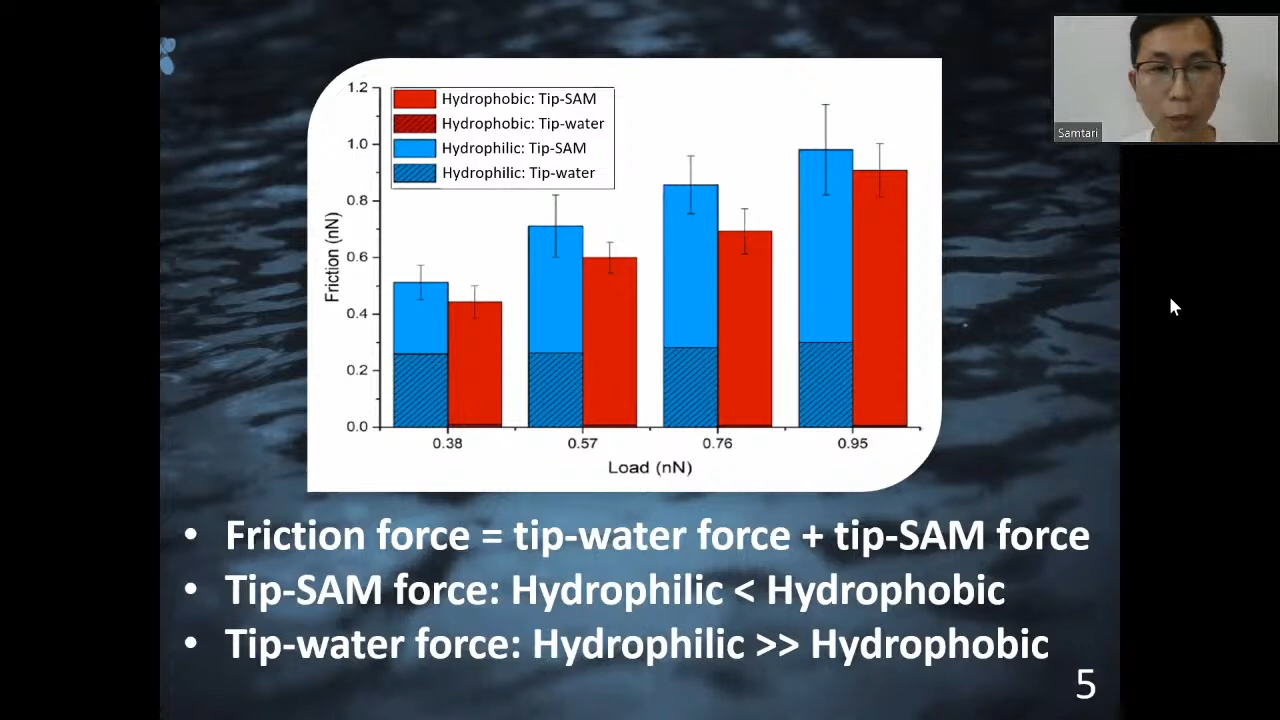 1.2
1.0
0.8
0.6
0.4
0.2
0.0
Friction (nN)
Hydrophobic: Tip-SAM
Hydrophobic: Tip-water
Hydrophilic: Tip-SAM
Hydrophilic: Tip-water
0.38 0.57 0.76 0.95
Load (nN)
Samtari
• Friction force = tip-water force + tip-SAM force
• Tip-SAM force: Hydrophilic < Hydrophobic
• Tip-water force: Hydrophilic >> Hydrophobic
5